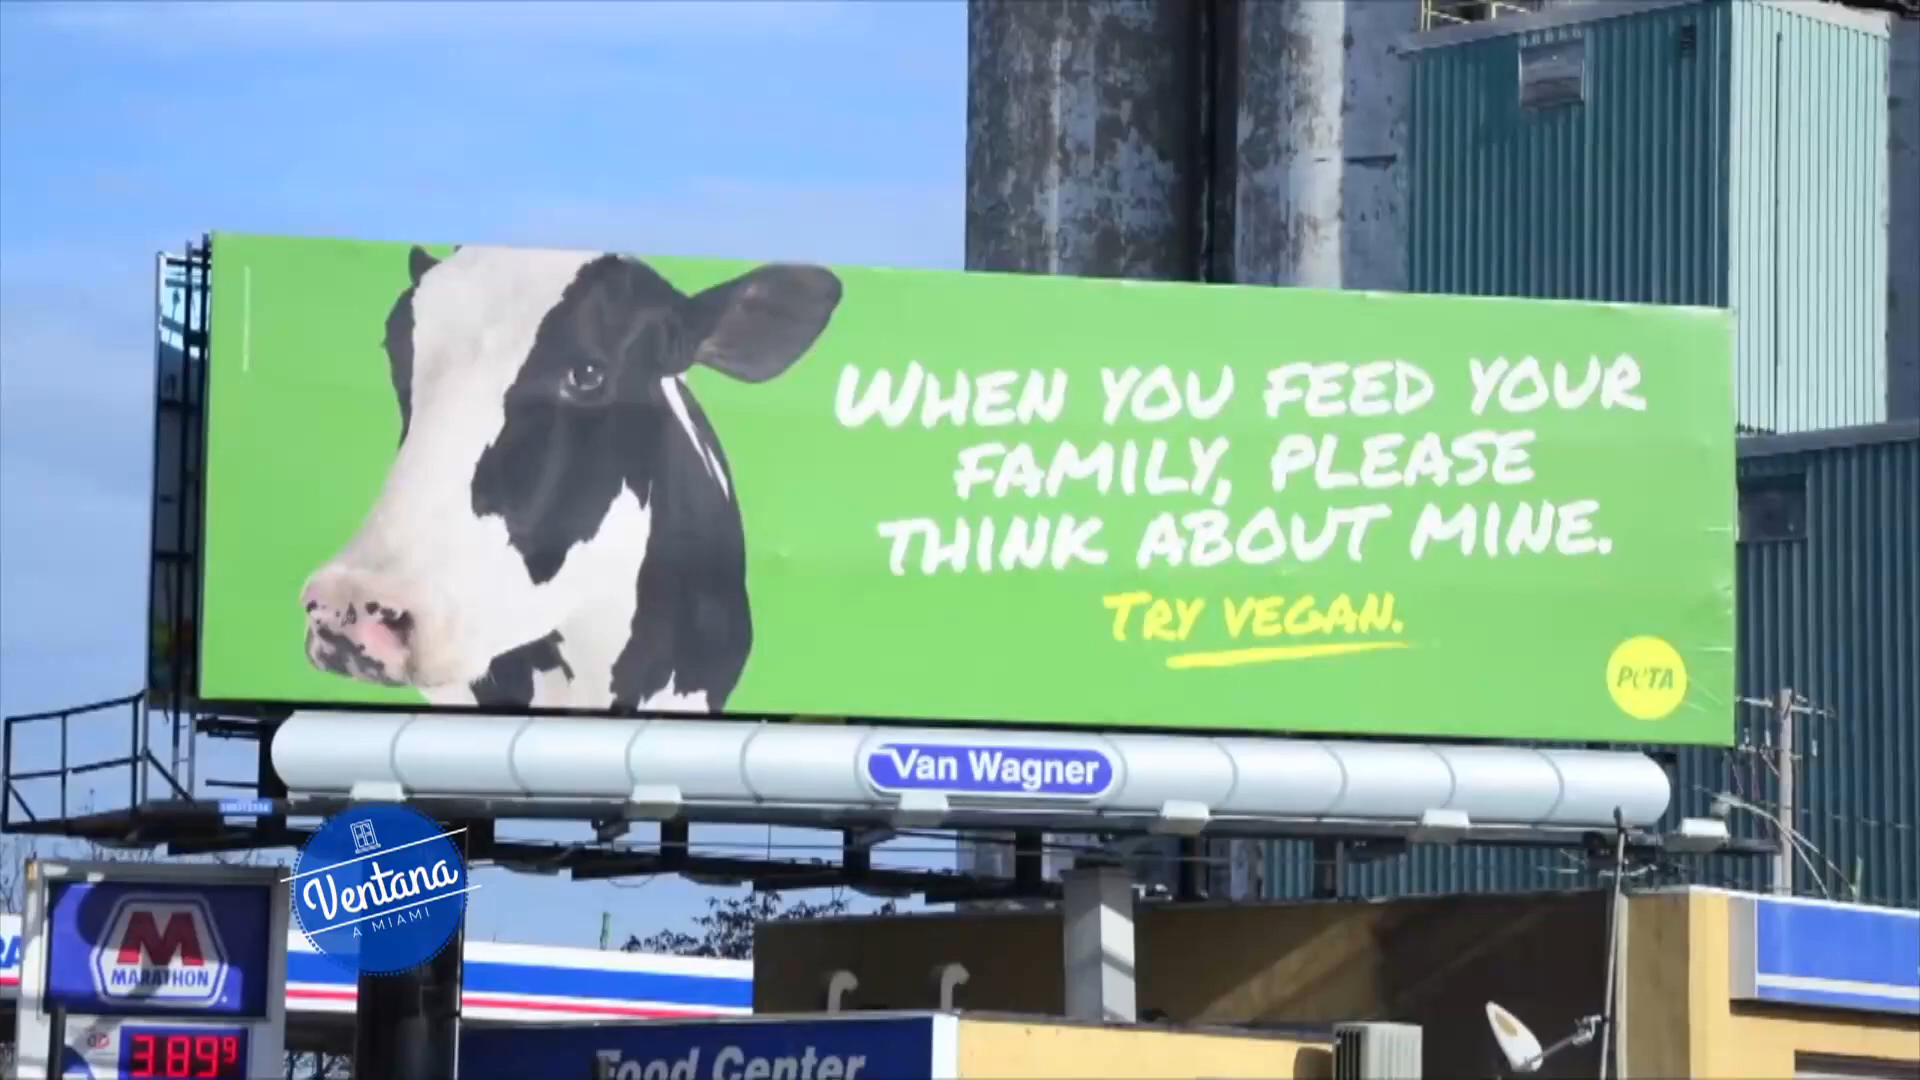 WHEN YOU FEED YOUR
FAMILY, PLEASE
THINK ABOUT MINE.
TRY VEGAN.
PETA
Van Wagner
Ventana
A MIAMI
M
MARATHON
3.89 9
Food Center